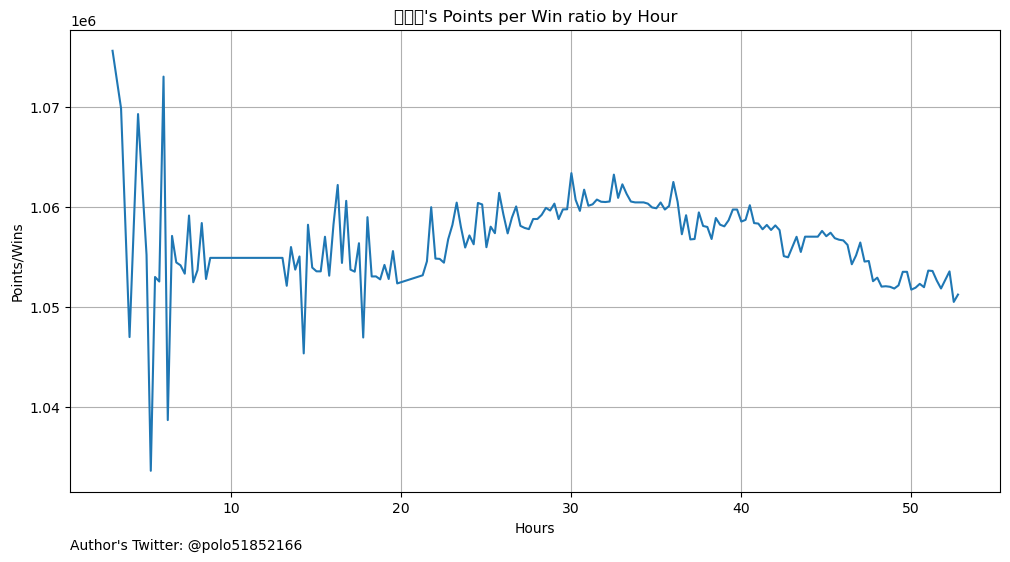 's Points per Win ratio by Hour
1e6
1.07
1.06
1.05
1.04
Points/Wins
10 20 30 40 50
Hours
Author's Twitter: @polo51852166